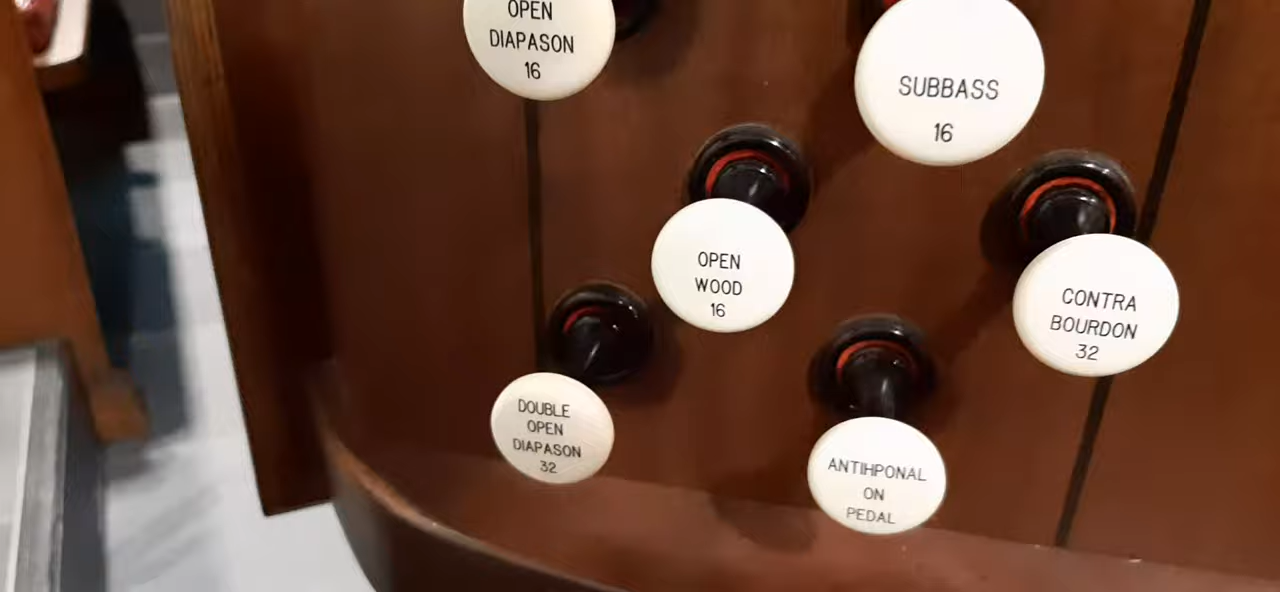 OPEN
DIAPASON
16
SUBBASS
16
OPEN
WOOD
16
CONTRA
BOURDON
32
DOUBLE
OPEN
DIAPASON
32
ANTIHPONAL
ON
PEDAL